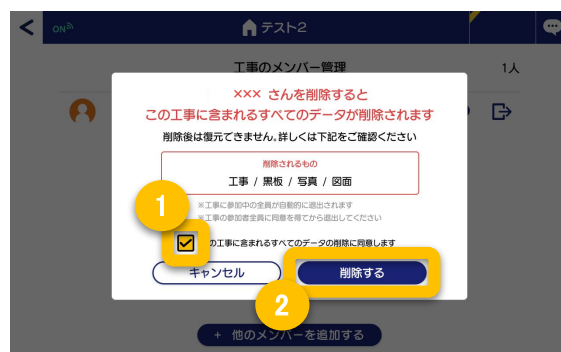 ON
テスト2
工事のメンバー管理
1人
××× さんを削除すると
この工事に含まれるすべてのデータが削除されます
削除後は復元できません。詳しくは下記をご確認ください
削除されるもの
工事 / 黒板 / 写真 / 図面
※工事に参加中の全員が自動的に退出されます
※工事の参加者全員に同意を得てから退出してください
1
の工事に含まれるすべてのデータの削除に同意します
キャンセル
削除する
2
+ 他のメンバーを追加する